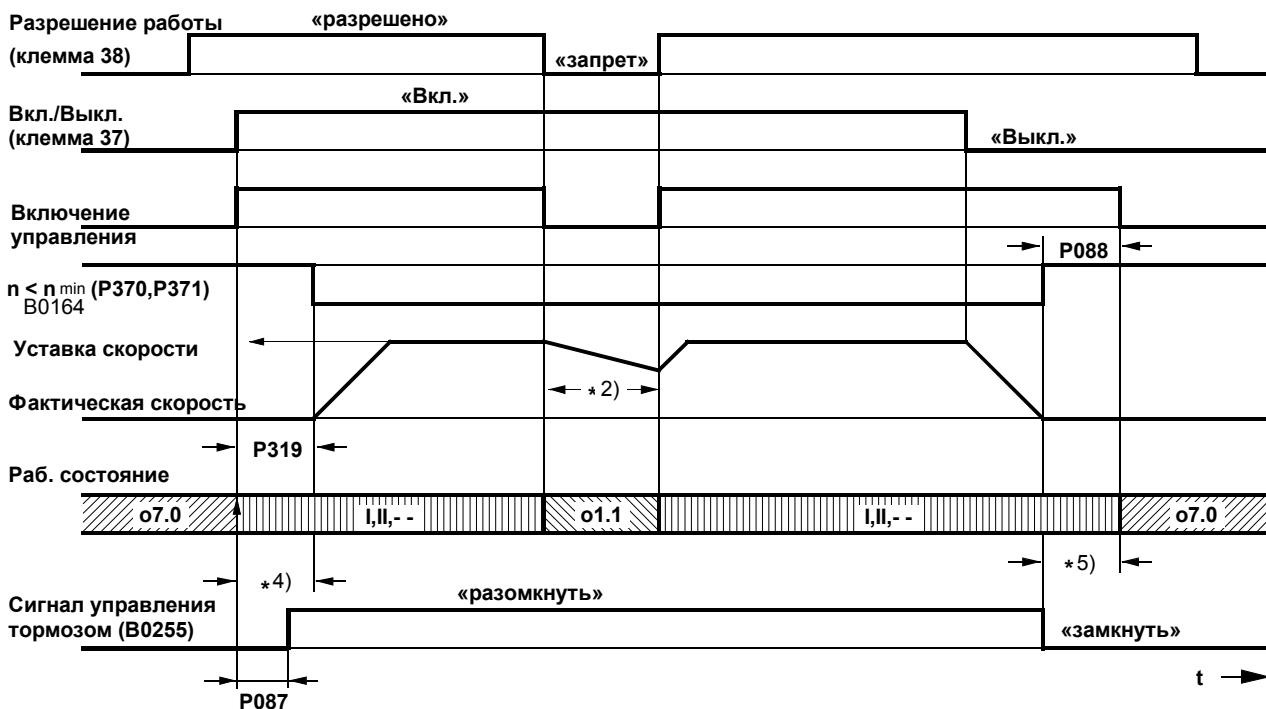 Разрешение работы
(клемма 38)
«разрешено»
«запрет»
Вкл./Выкл.
(клемма 37)
«Вкл.»
«Выкл.»
Включение
управления
P088
n < n min (P370,P371)
B0164
Уставка скорости
* 2)
Фактическая скорость
P319
Раб. состояние
o7.0
I,II,- -
o1.1
I,II,- -
o7.0
* 4)
* 5)
Сигнал управления
тормозом (B0255)
«разомкнуть»
«замкнуть»
P087
t